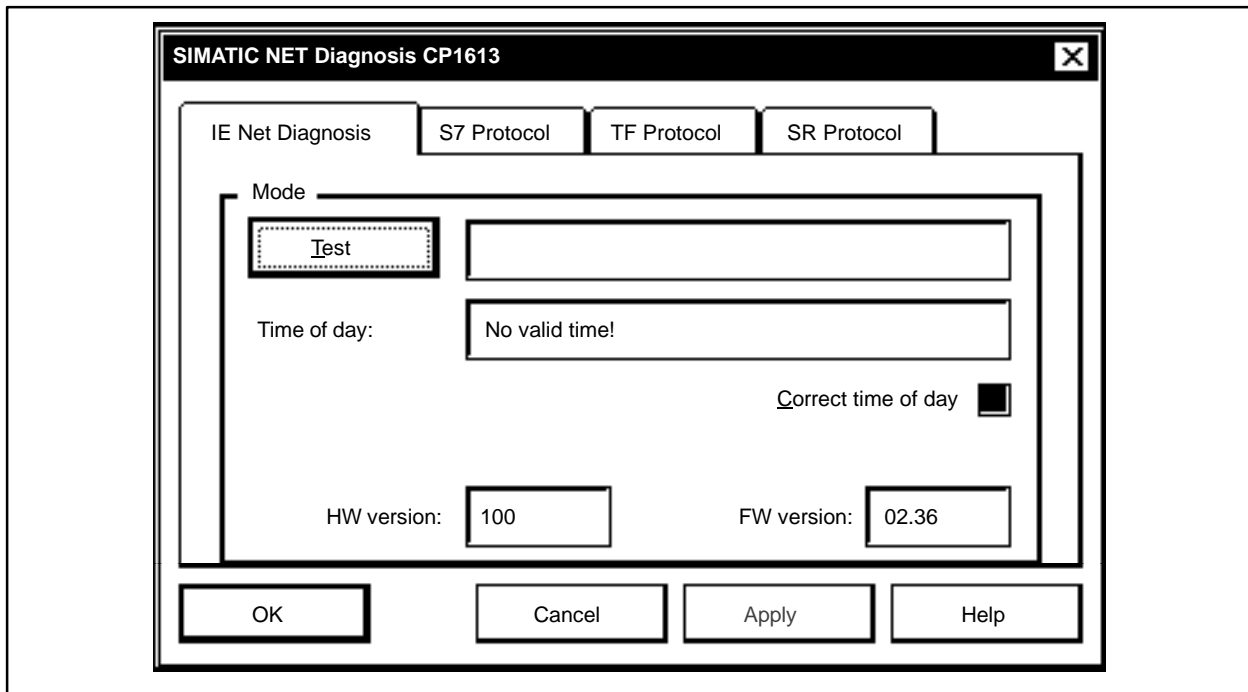 SIMATIC NET Diagnosis CP1613
IE Net Diagnosis
S7 Protocol
TF Protocol
SR Protocol
Mode
Test
Time of day:
No valid time!
Correct time of day
HW version:
100
FW version:
02.36
OK
Cancel
Apply
Help